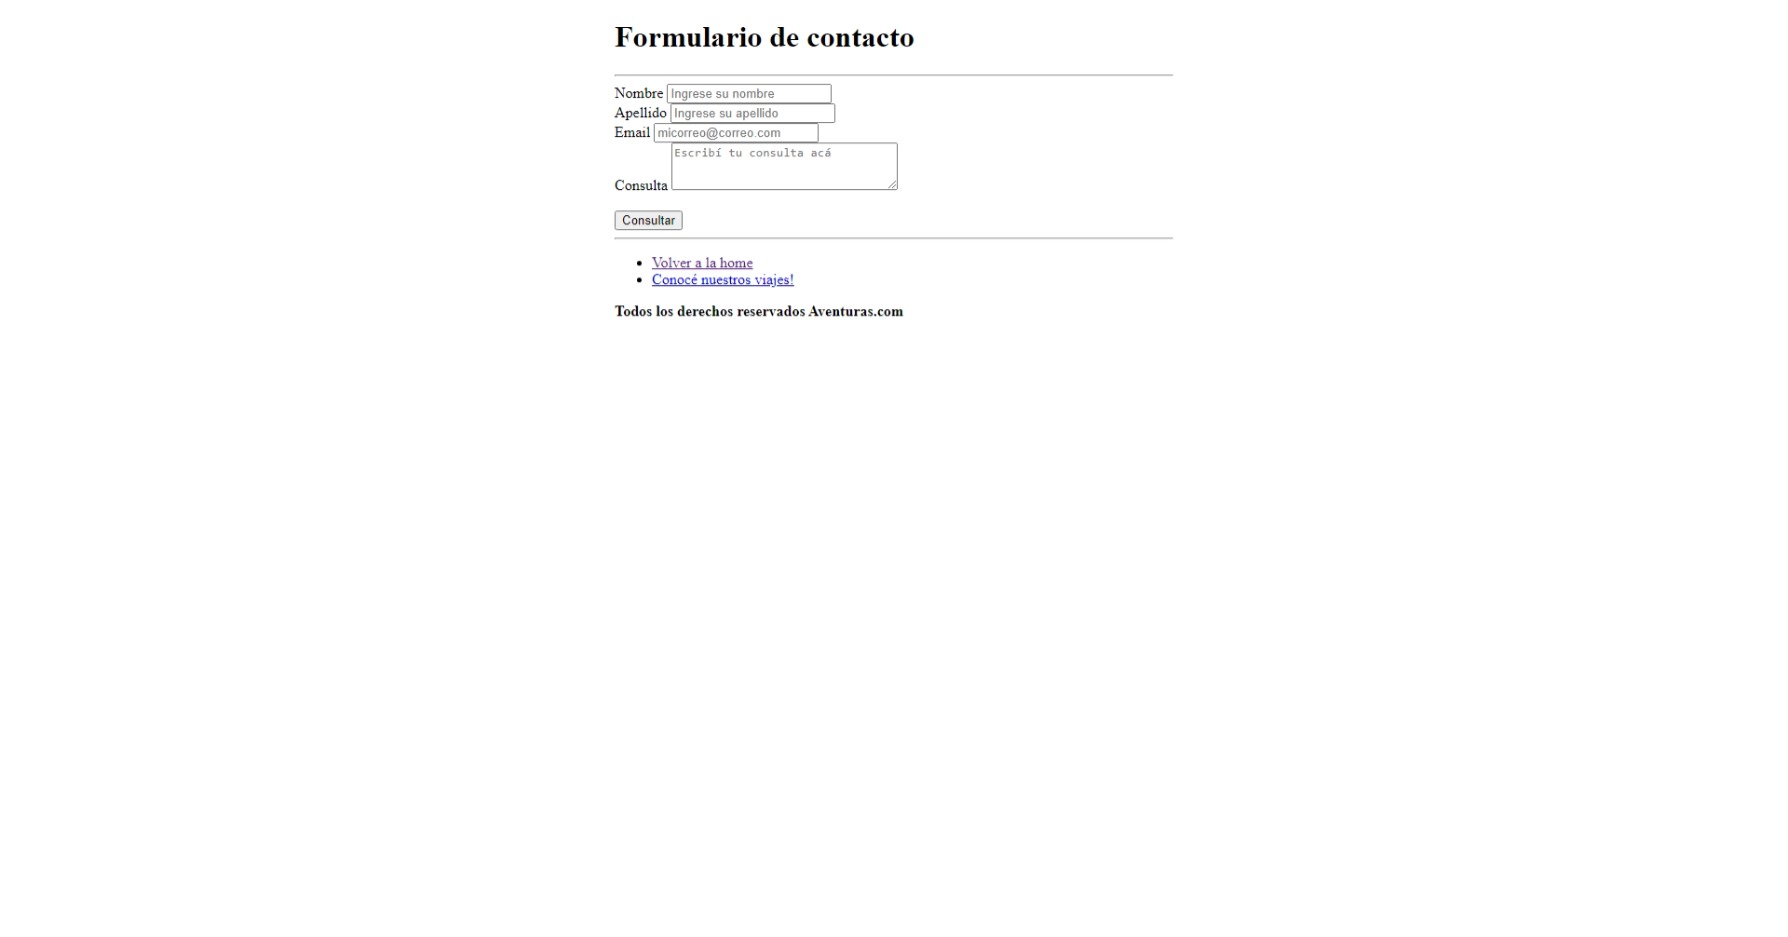 Formulario de contacto
Nombre Ingrese su nombre
Apellido Ingrese su apellido
Email micorreo@correo.com
Escribí tu consulta acá
Consulta
Consultar
Volver a la home
Conocé nuestros viajes!
Todos los derechos reservados Aventuras.com